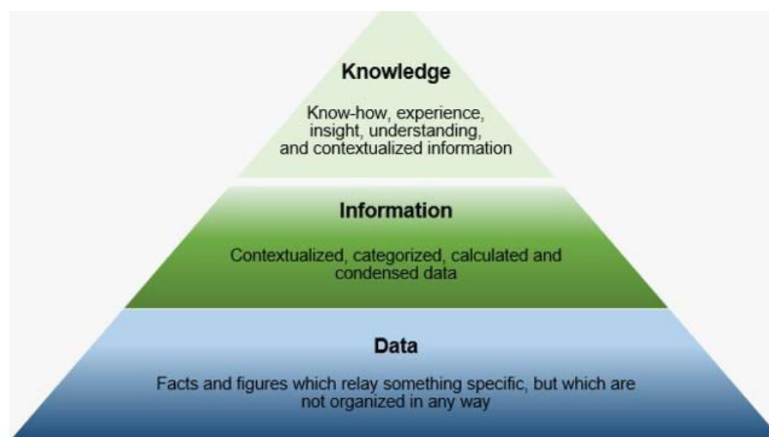 Knowledge
Know-how, experience,
insight, understanding,
and contextualized information
Information
Contextualized, categorized, calculated and
condensed data
Data
Facts and figures which relay something specific, but which are
not organized in any way